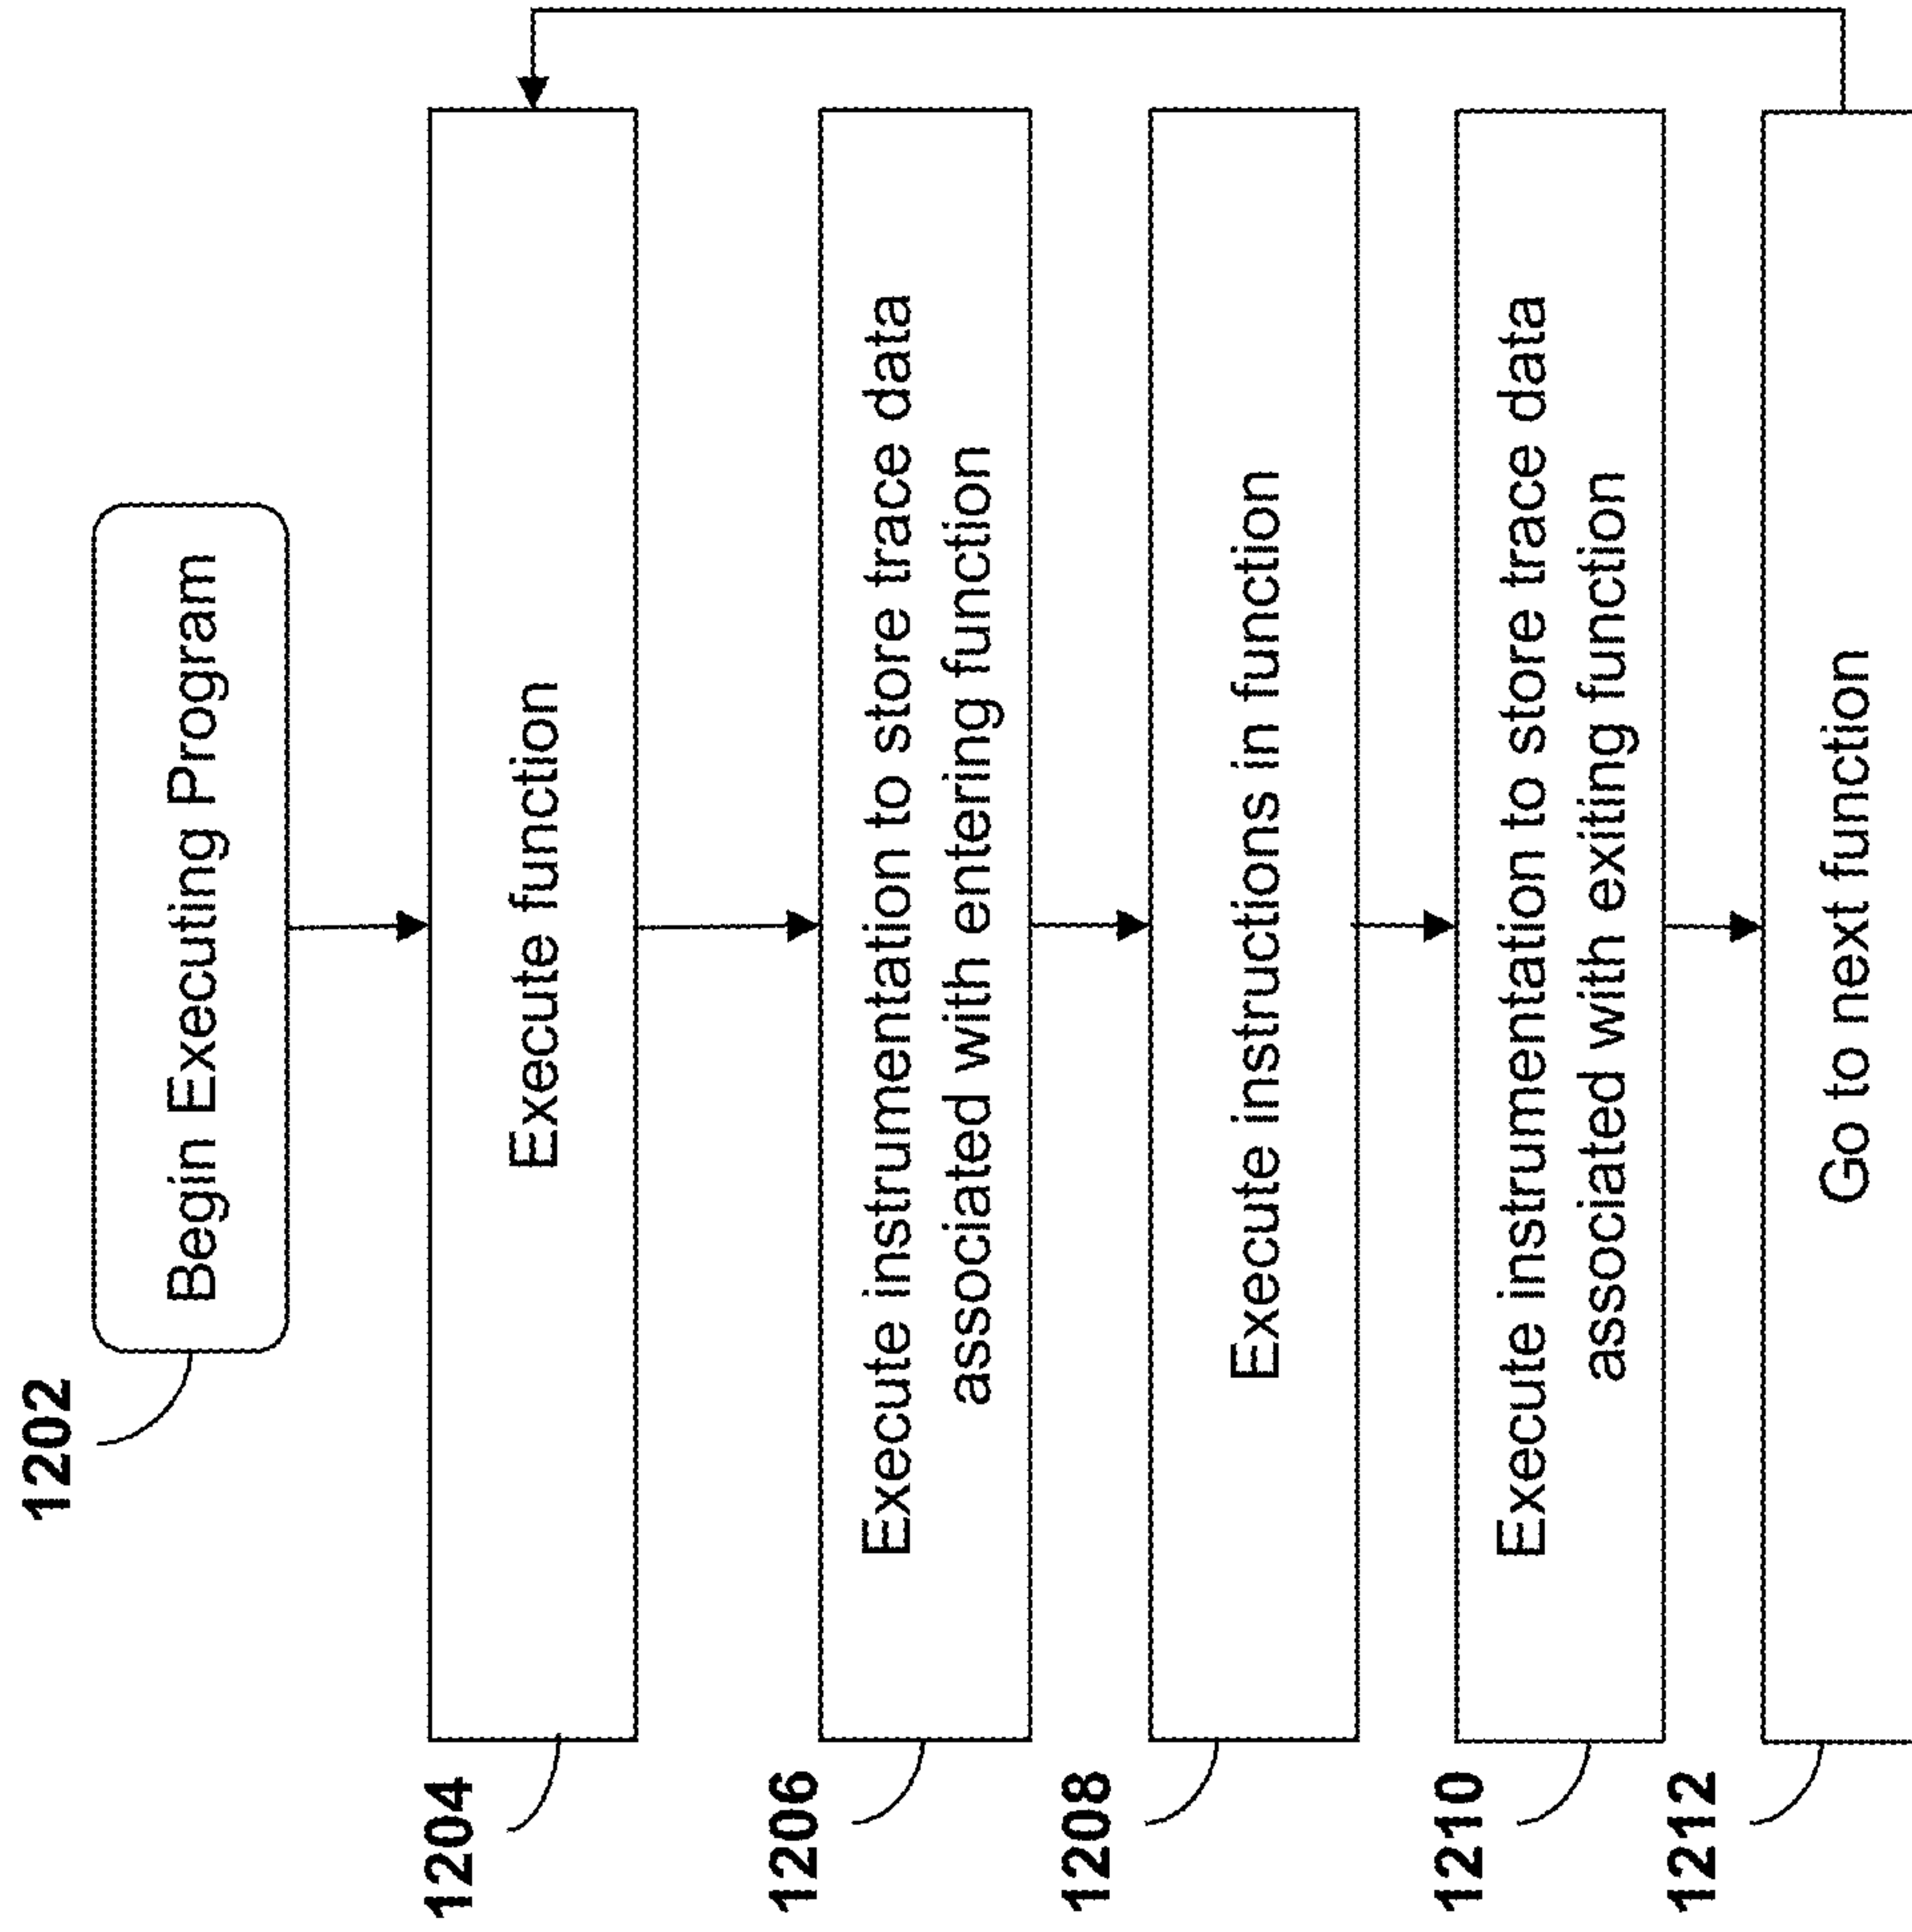 1202
Begin Executing Program
1204
Execute function
1206
Execute instrumentation to store trace data
associated with entering function
1208
Execute instructions in function
1210
Execute instrumentation to store trace data
associated with exiting function
1212
Go to next function